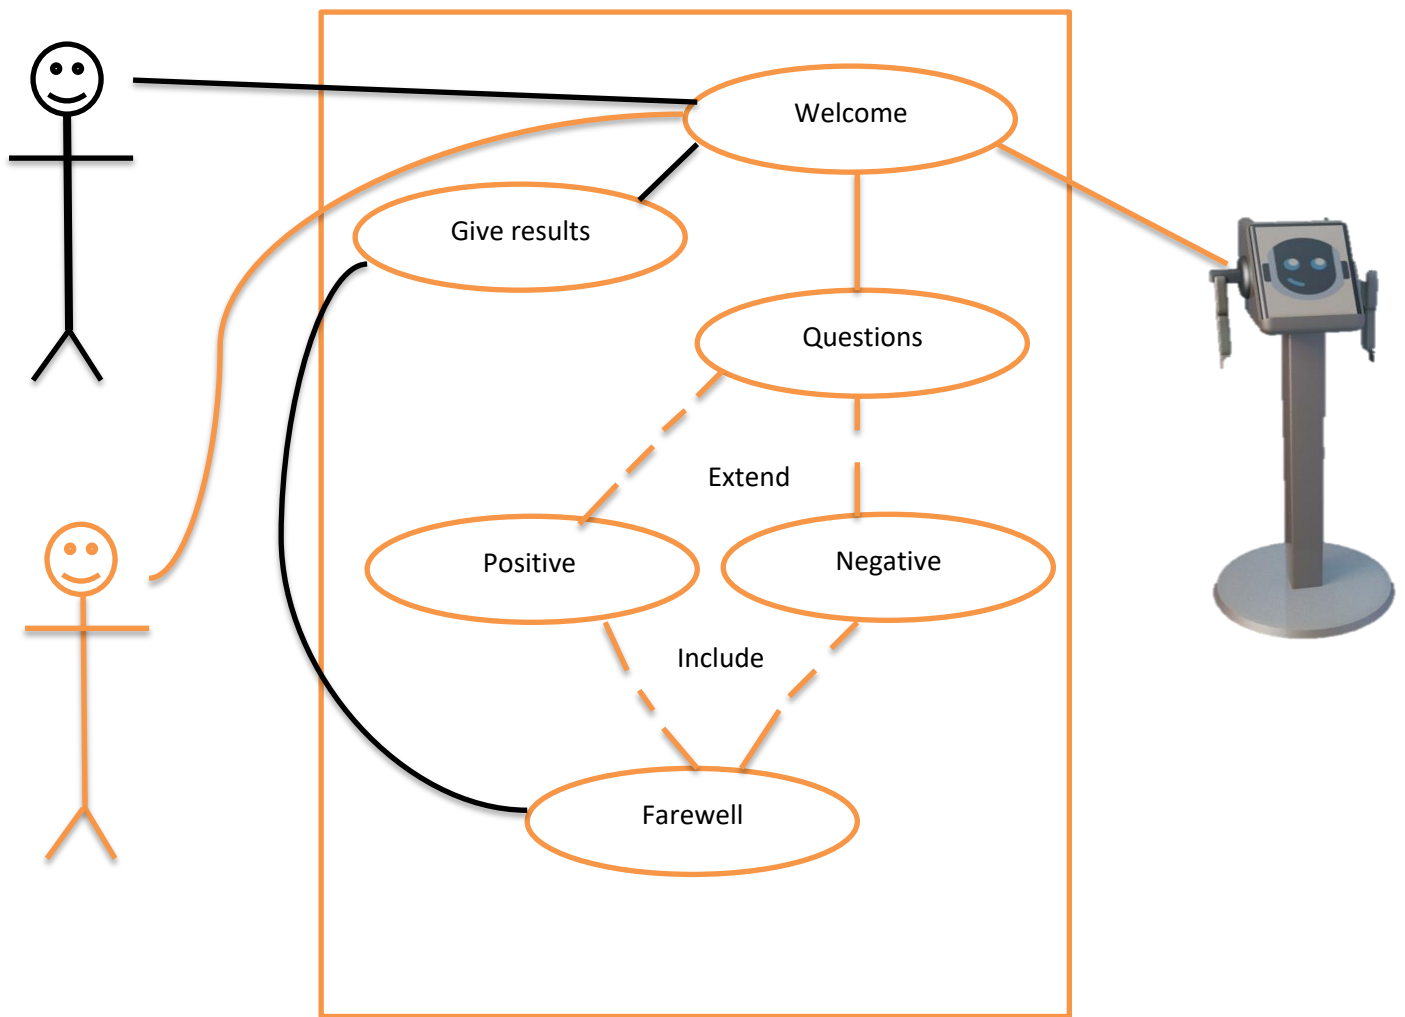 Welcome
Give results
Questions
Extend
Positive
Negative
Include
Farewell